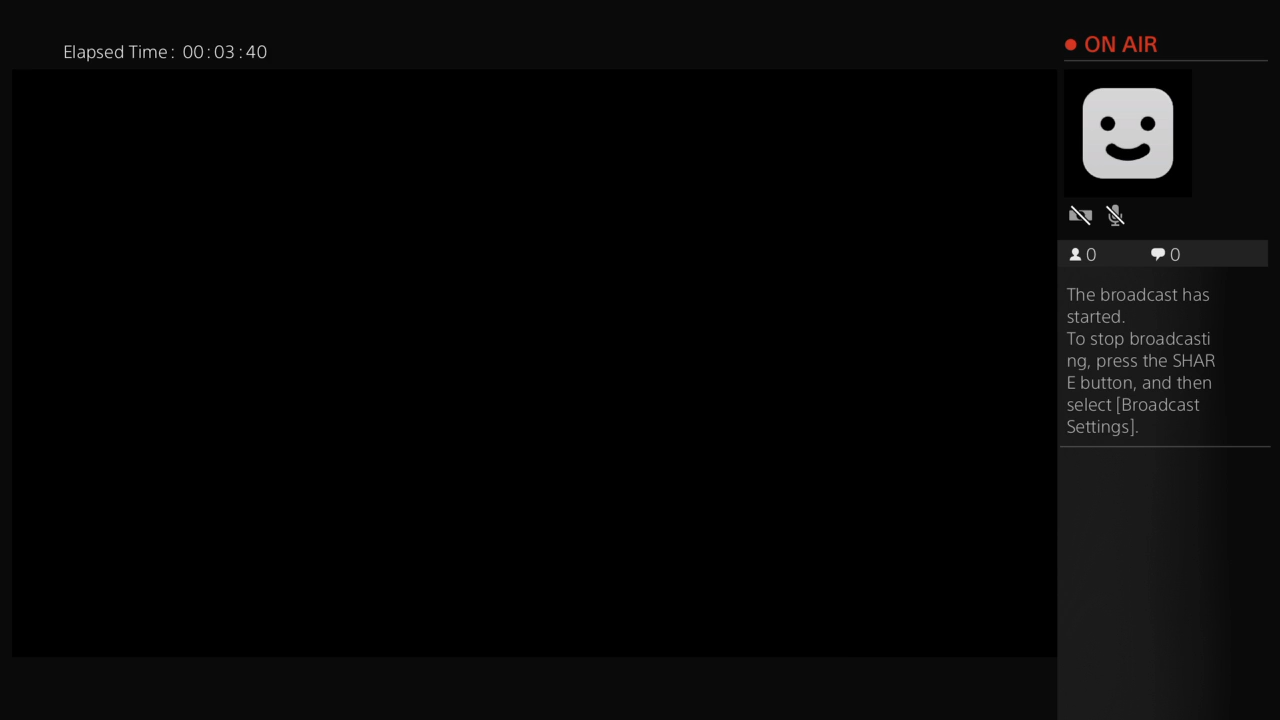 Elapsed Time: 00:03:40
ON AIR
0 0
The broadcast has
started.
To stop broadcasti
ng, press the SHAR
E button, and then
select [Broadcast
Settings].